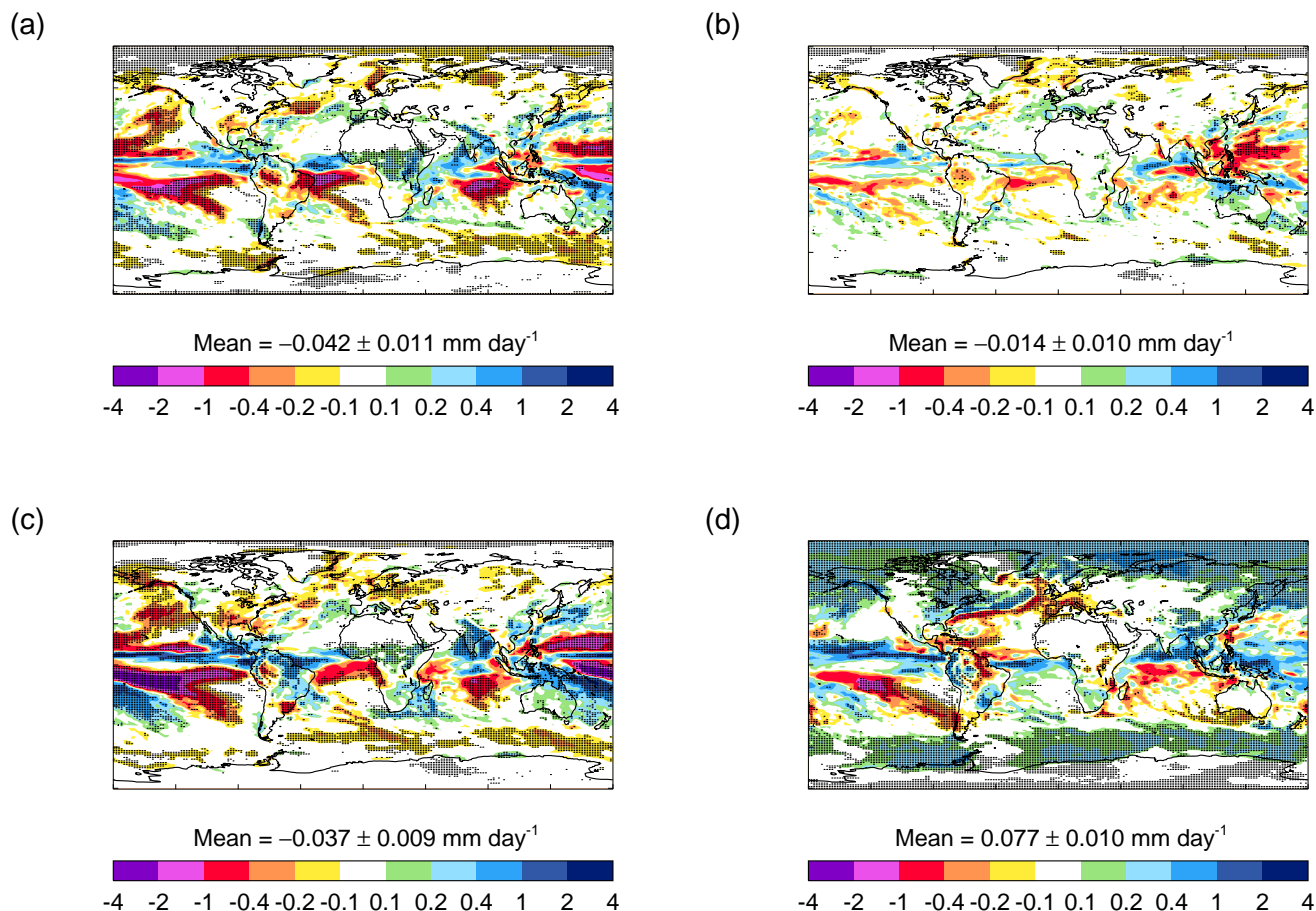 (a)
(b)
Mean = −0.042 ± 0.011 mm day-1
Mean = −0.014 ± 0.010 mm day-1
-4 -2 -1 -0.4 -0.2 -0.1 0.1 0.2 0.4 1 2 4
-4 -2 -1 -0.4 -0.2 -0.1 0.1 0.2 0.4 1 2 4
(c)
(d)
Mean = −0.037 ± 0.009 mm day-1
Mean = 0.077 ± 0.010 mm day-1
-4 -2 -1 -0.4 -0.2 -0.1 0.1 0.2 0.4 1 2 4
-4 -2 -1 -0.4 -0.2 -0.1 0.1 0.2 0.4 1 2 4